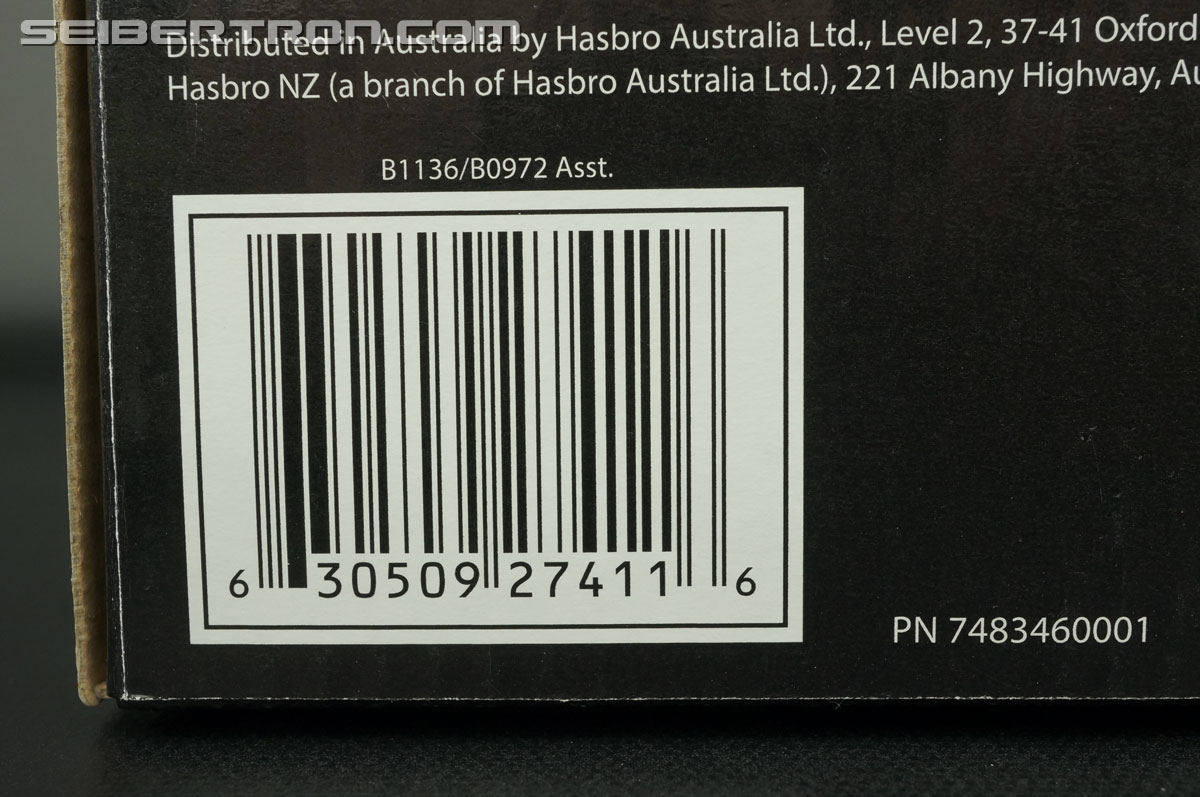 SEIBERTRON.COM
Distributed in Australia by Hasbro Australia Ltd., Level 2, 37-41 Oxford
Hasbro NZ (a branch of Hasbro Australia Ltd.), 221 Albany Highway,
B1136/B0972 Asst.
6 30509 27411 6
PN 7483460001